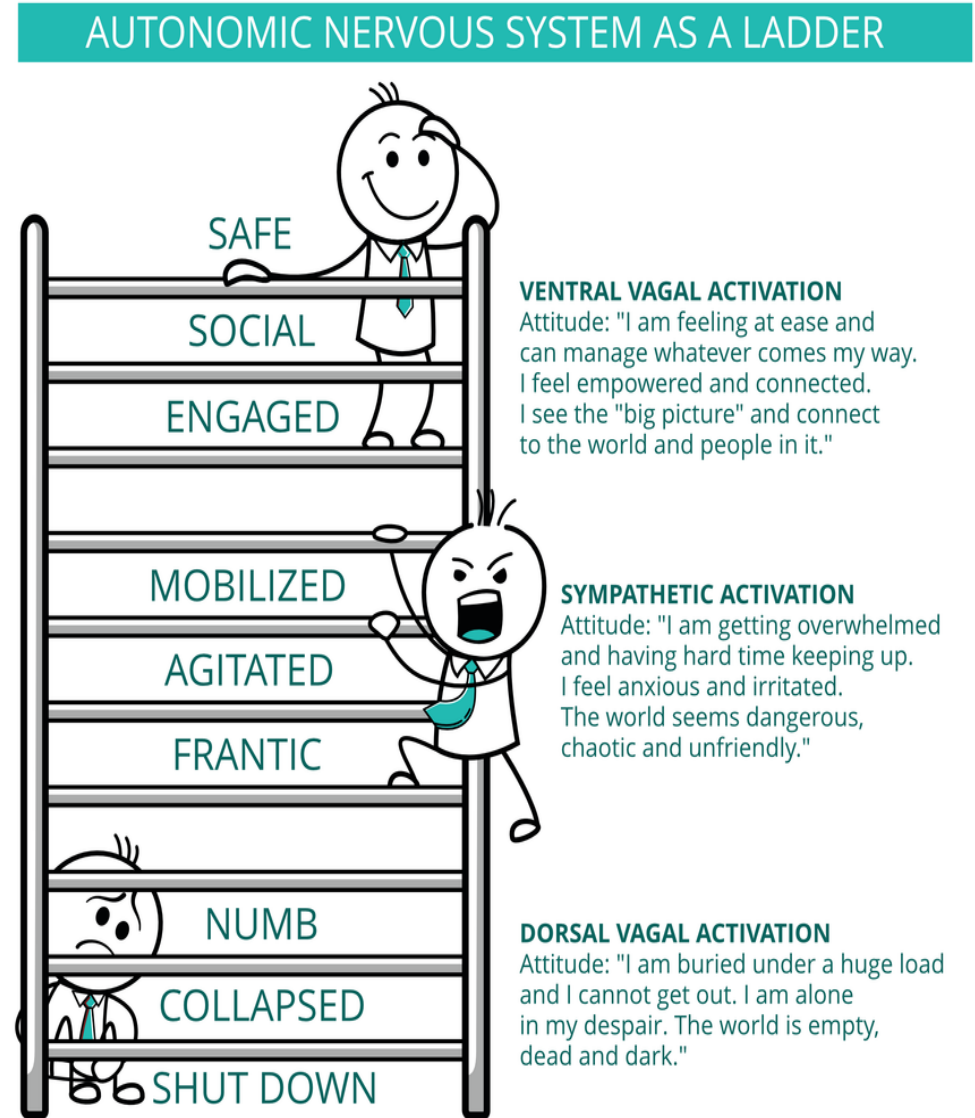 AUTONOMIC NERVOUS SYSTEM AS A LADDER
SAFE
SOCIAL
ENGAGED
VENTRAL VAGAL ACTIVATION
Attitude: "I am feeling at ease and
can manage whatever comes my way.
I feel empowered and connected.
I see the "big picture" and connect
to the world and people in it."
MOBILIZED
AGITATED
FRANTIC
SYMPATHETIC ACTIVATION
Attitude: "I am getting overwhelmed
and having hard time keeping up.
I feel anxious and irritated.
The world seems dangerous,
chaotic and unfriendly."
NUMB
COLLAPSED
SHUT DOWN
DORSAL VAGAL ACTIVATION
Attitude: "I am buried under a huge load
and I cannot get out. I am alone
in my despair. The world is empty,
dead and dark."